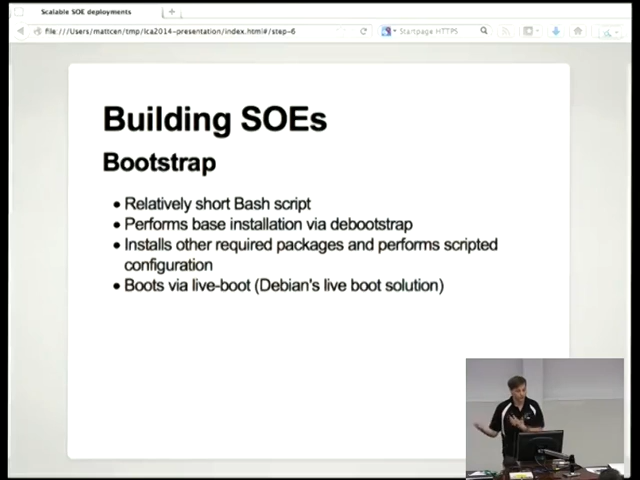 Scalable SOE deployments
file:///Users/mattcen/tmp/lca2014-presentation/index.html#/step-6
Startpage HTTPS
Building SOEs
Bootstrap
• Relatively short Bash script
• Performs base installation via debootstrap
• Installs other required packages and performs scripted
configuration
• Boots via live-boot (Debian's live boot solution)